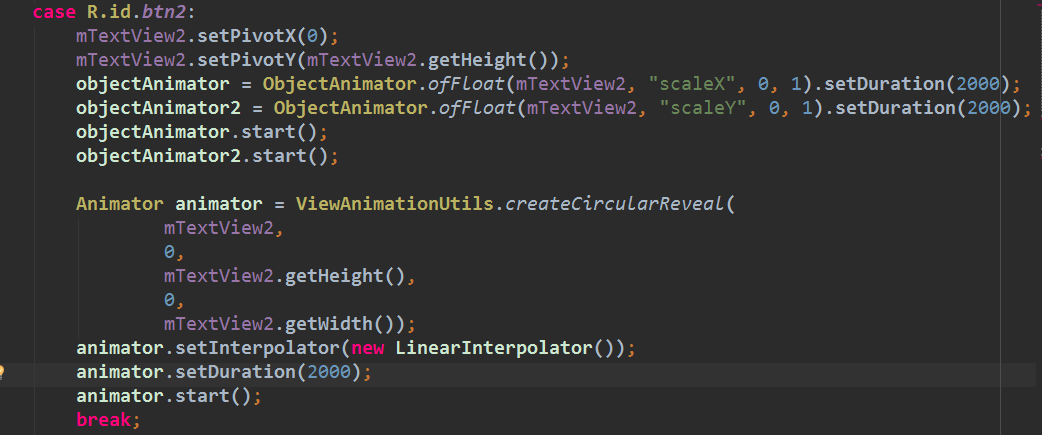 case R.id.btn2:
mTextView2.setPivotX(0);
mTextView2.setPivotY(mTextView2.getHeight());
objectAnimator = ObjectAnimator.ofFloat(mTextView2, "scaleX", 0, 1).setDuration(2000);
objectAnimator2 = ObjectAnimator.ofFloat(mTextView2, "scaleY", 0, 1).setDuration(2000);
objectAnimator.start();
objectAnimator2.start();
Animator animator = ViewAnimationUtils.createCircularReveal(
mTextView2,
0,
mTextView2.getHeight(),
0,
mTextView2.getWidth());
animator.setInterpolator(new LinearInterpolator());
animator.setDuration(2000);
animator.start();
break;